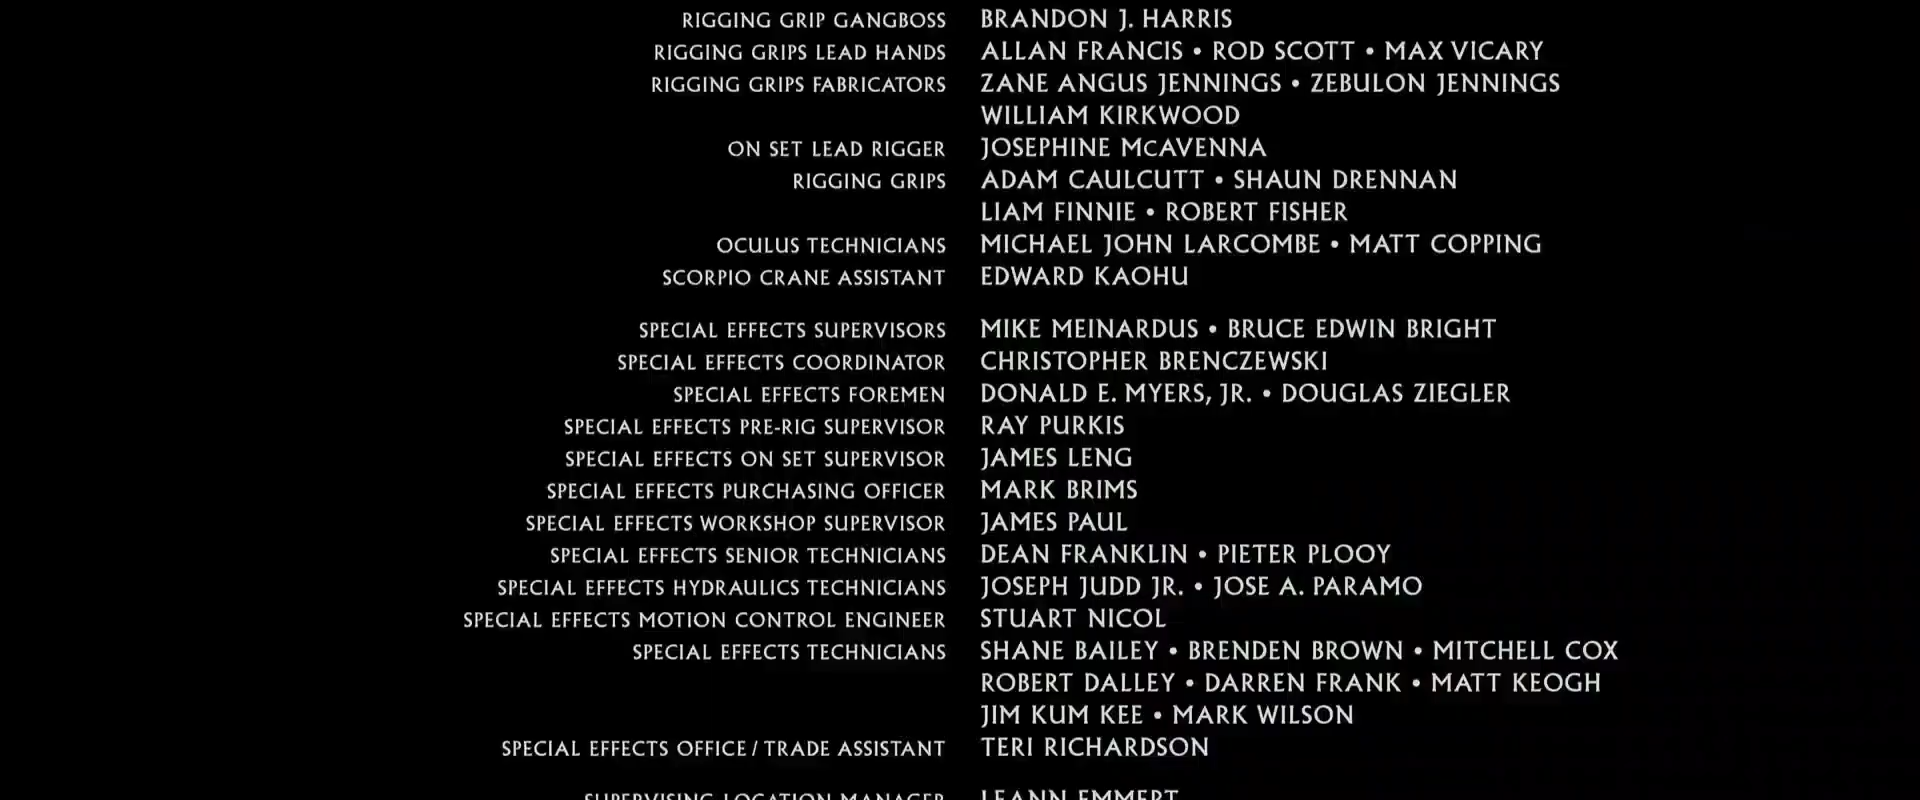 RIGGING GRIP GANGBOSS BRANDON J. HARRIS
RIGGING GRIPS LEAD HANDS ALLAN FRANCIS • ROD SCOTT • MAX VICARY
RIGGING GRIPS FABRICATORS ZANE ANGUS JENNINGS • ZEBULON JENNINGS
WILLIAM KIRKWOOD
ON SET LEAD RIGGER JOSEPHINE McAVENNA
RIGGING GRIPS ADAM CAULCUTT • SHAUN DRENNAN
LIAM FINNIE • ROBERT FISHER
OCULUS TECHNICIANS MICHAEL JOHN LARCOMBE • MATT COPPING
SCORPIO CRANE ASSISTANT EDWARD KAOHU
SPECIAL EFFECTS SUPERVISORS MIKE MEINARDUS • BRUCE EDWIN BRIGHT
SPECIAL EFFECTS COORDINATOR CHRISTOPHER BRENCZEWSKI
SPECIAL EFFECTS FOREMEN DONALD E. MYERS, JR. • DOUGLAS ZIEGLER
SPECIAL EFFECTS PRE-RIG SUPERVISOR RAY PURKIS
SPECIAL EFFECTS ON SET SUPERVISOR JAMES LENG
SPECIAL EFFECTS PURCHASING OFFICER MARK BRIMS
SPECIAL EFFECTS WORKSHOP SUPERVISOR JAMES PAUL
SPECIAL EFFECTS SENIOR TECHNICIANS DEAN FRANKLIN • PIETER PLOOY
SPECIAL EFFECTS HYDRAULICS TECHNICIANS JOSEPH JUDD JR. • JOSE A. PARAMO
SPECIAL EFFECTS MOTION CONTROL ENGINEER STUART NICOL
SPECIAL EFFECTS TECHNICIANS SHANE BAILEY • BRENDEN BROWN • MITCHELL COX
ROBERT DALLEY • DARREN FRANK • MATT KEOGH
JIM KUM KEE • MARK WILSON
SPECIAL EFFECTS OFFICE / TRADE ASSISTANT TERI RICHARDSON
SUPERVISING LOCATION MANAGER LEANN EMMERT